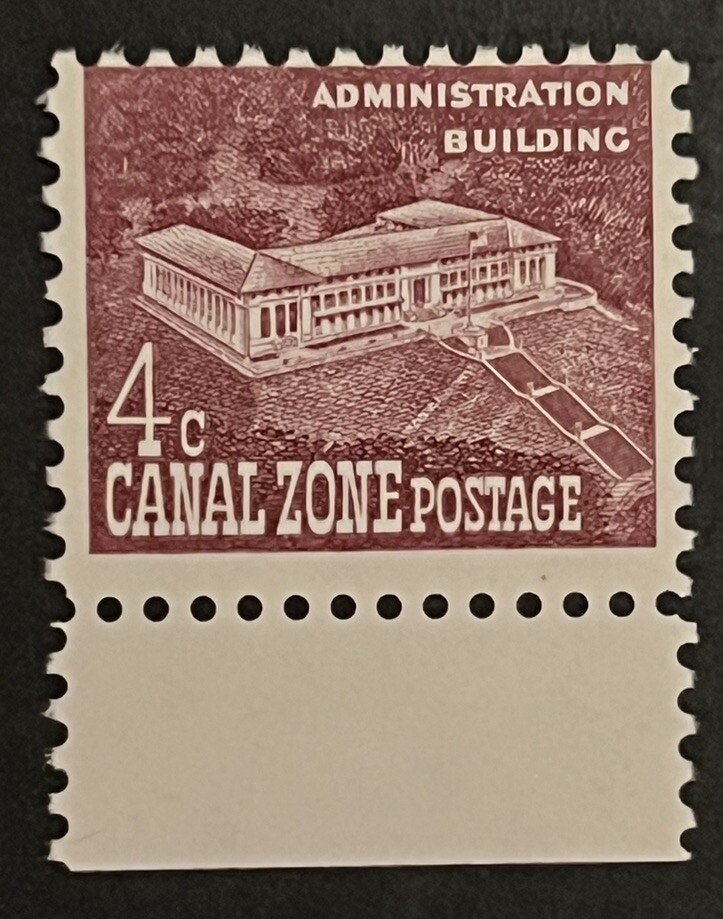 ADMINISTRATION
BUILDING
4c
CANAL ZONE POSTAGE